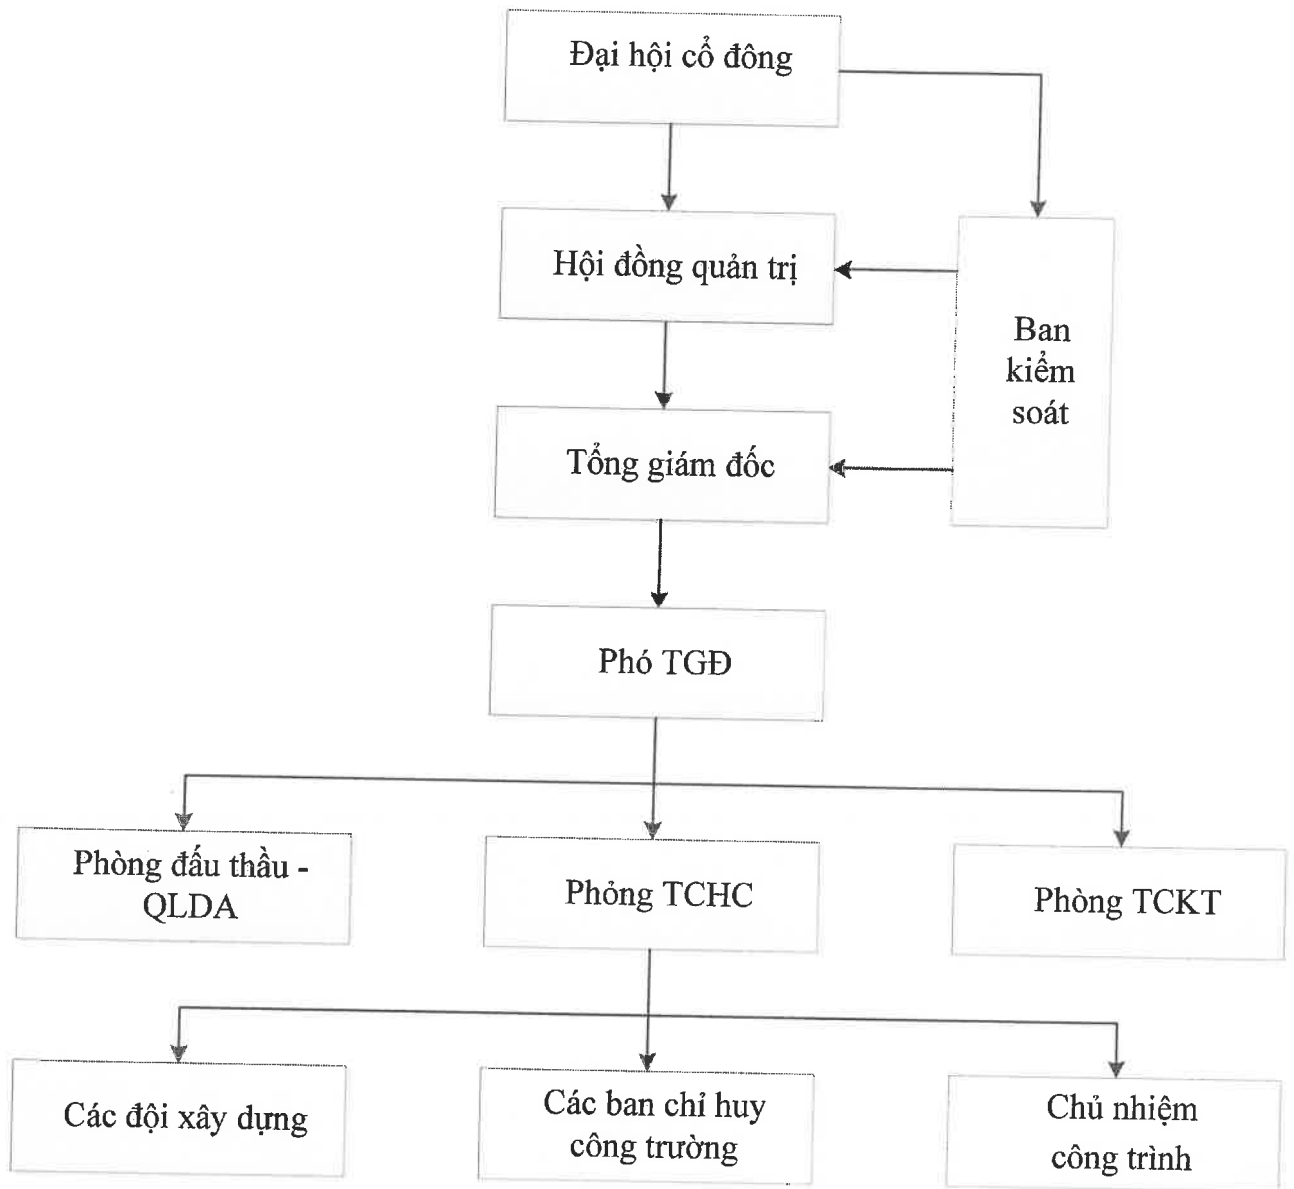 Đại hội cổ đông
Hội đồng quản trị
Ban
kiểm
soát
Tổng giám đốc
Phó TGĐ
Phòng đấu thầu -
QLDA
Phỏng TCHC
Phòng TCKT
Các đội xây dựng
Các ban chỉ huy
công trường
Chủ nhiệm
công trình